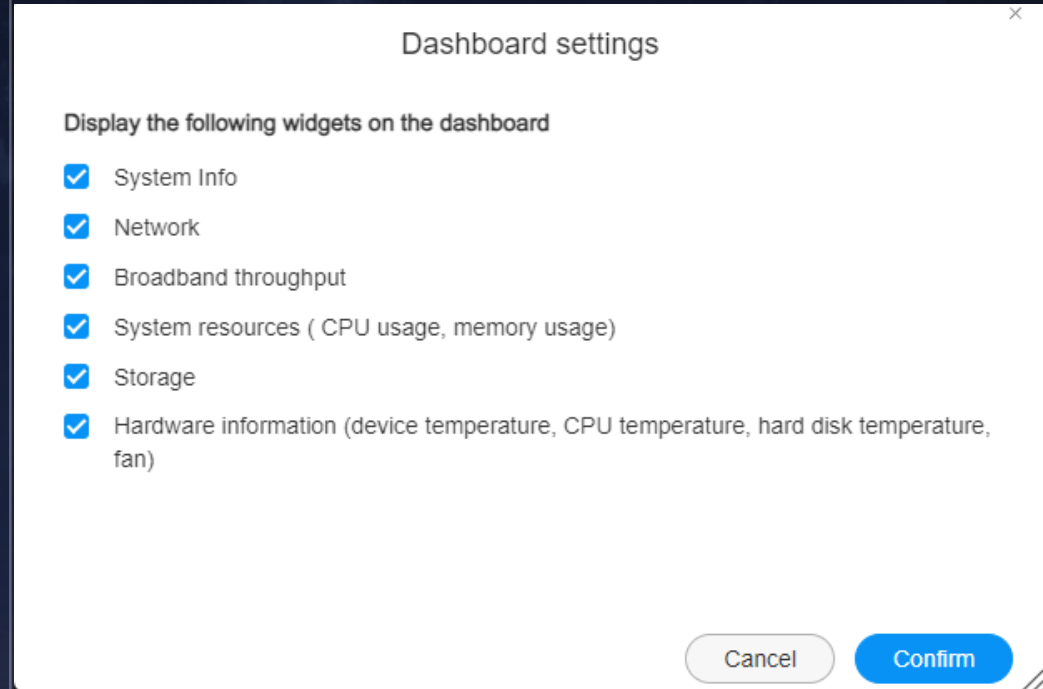 Dashboard settings
Display the following widgets on the dashboard
System Info
Network
Broadband throughput
System resources ( CPU usage, memory usage)
Storage
Hardware information (device temperature, CPU temperature, hard disk temperature,
fan)
Cancel Confirm